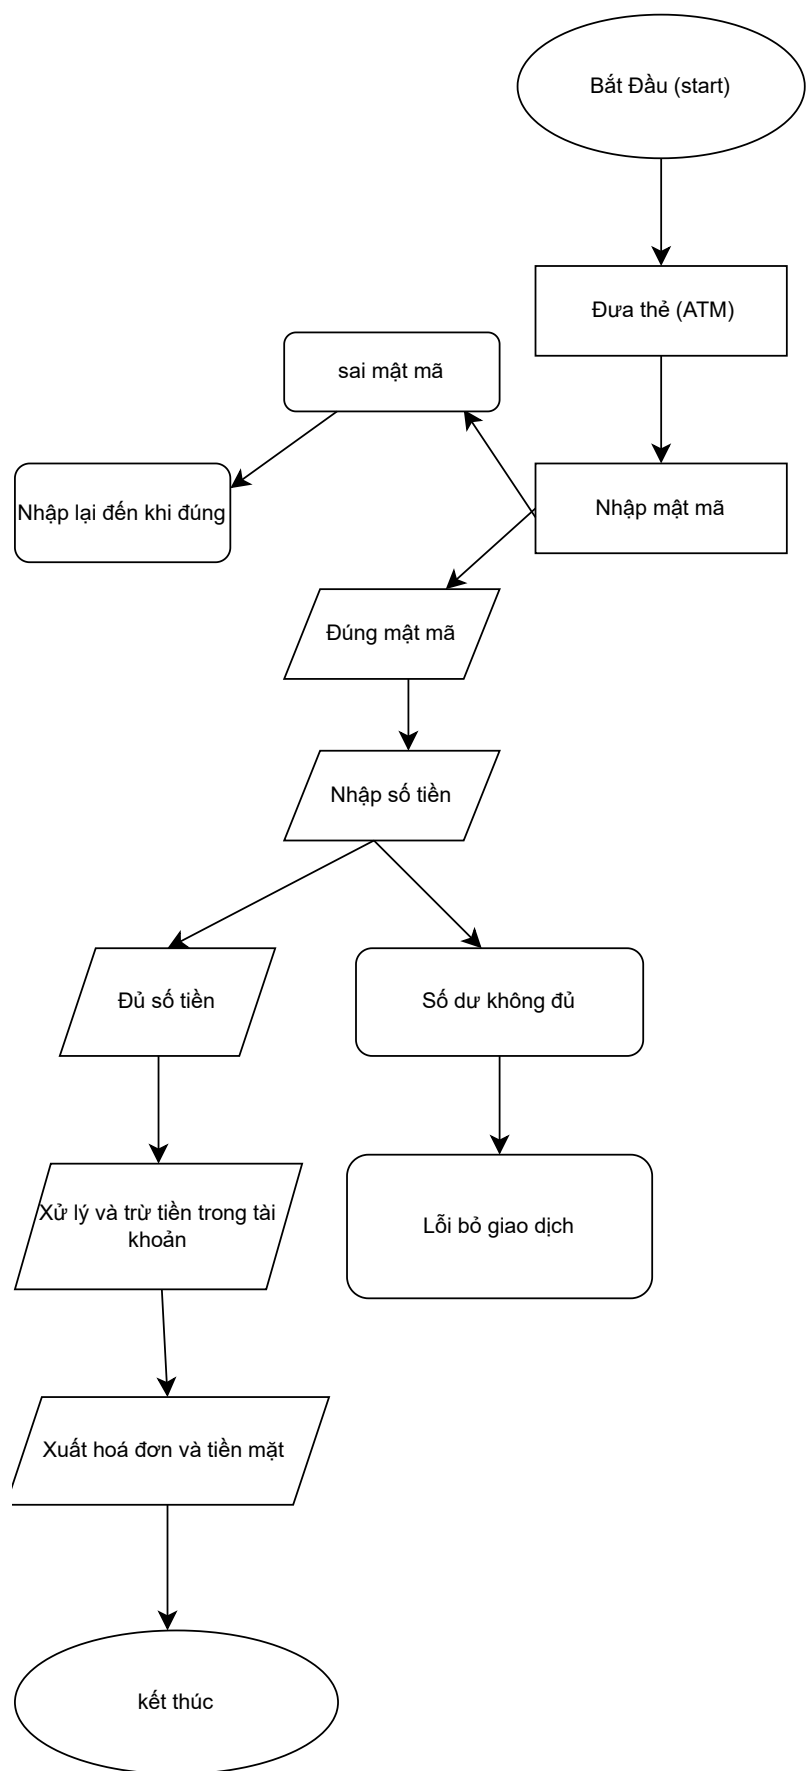 Bắt Đầu (start)
Đưa thẻ (ATM)
sai mật mã
Nhập lại đến khi đúng
Nhập mật mã
Đúng mật mã
Nhập số tiền
Đủ số tiền
Số dư không đủ
Xử lý và trừ tiền trong tài
khoản
Lỗi bỏ giao dịch
Xuất hoá đơn và tiền mặt
kết thúc